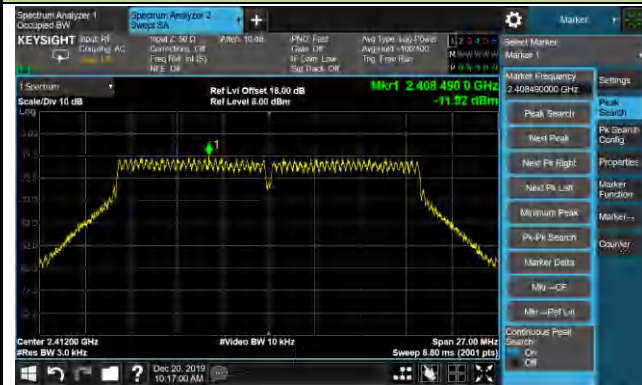 Spectrum Analyzer 1
Occupied BW
Spectrum Analyzer 2
Swept SA
+
Marker
KEYSIGHT
Input: RF
Coupling: AC
Input Z: 50 Ω
Corrections: Off
Freq Ref: Int (S)
NFE: Off
Atten: 10 dB
PNO: Fast
Gate: Off
IF Gain: Low
Sig Track: Off
Avg Type: Log-Power
Avg|Hold: >100/100
Trig: Free Run
1 2 3 4 5 6
M W W W W W
Select Marker
Marker 1
1 Spectrum
Scale/Div 10 dB
Log
Ref Lvl Offset 18.00 dB
Ref Level 8.00 dBm
Mkr1 2.408 490 0 GHz
-11.92 dBm
1
Marker Frequency
2.408490000 GHz
Peak Search
Next Peak
Next Pk Right
Next Pk Left
Minimum Peak
Pk-Pk Search
Marker Delta
Mkr→CF
Mkr→Ref Lvl
Continuous Peak
Search
On
Off
Settings
Peak
Search
Pk Search
Config
Properties
Marker
Function
Marker→
Counter
Center 2.41200 GHz
#Res BW 3.0 kHz
#Video BW 10 kHz
Span 27.00 MHz
Sweep 8.80 ms (2001 pts)
?
Dec 20, 2019
10:17:00 AM